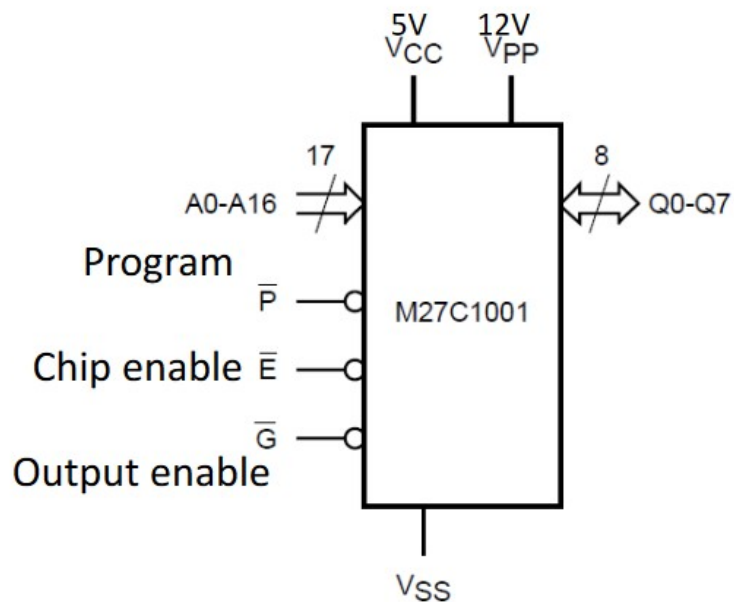 5V 12V
VCC VPP
17 8
A0-A16 Q0-Q7
Program
P̅
M27C1001
Chip enable E̅
G̅
Output enable
VSS